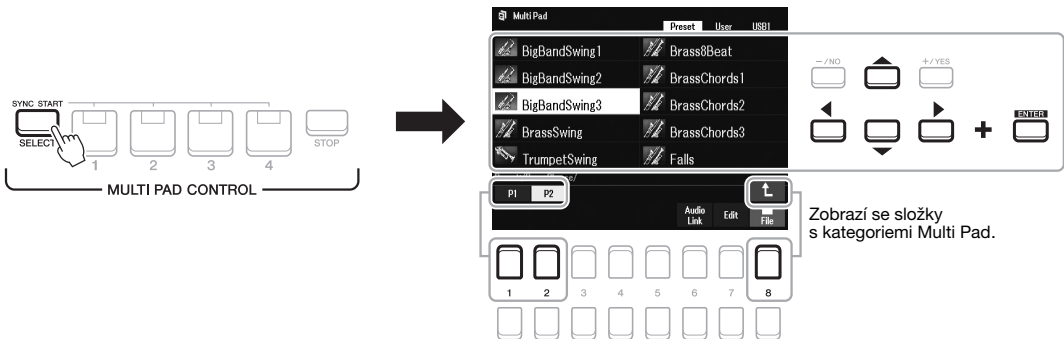 SYNC START
SELECT
1 2 3 4
STOP
MULTI PAD CONTROL
Multi Pad
Preset User USB1
BigBandSwing1
Brass8Beat
BigBandSwing2
BrassChords1
BigBandSwing3
BrassChords2
BrassSwing
BrassChords3
TrumpetSwing
Falls
P1 P2
Audio Link
Edit
File
1 2 3 4 5 6 7 8
–/NO
+/YES
+
ENTER
Zobrazí se složky
s kategoriemi Multi Pad.